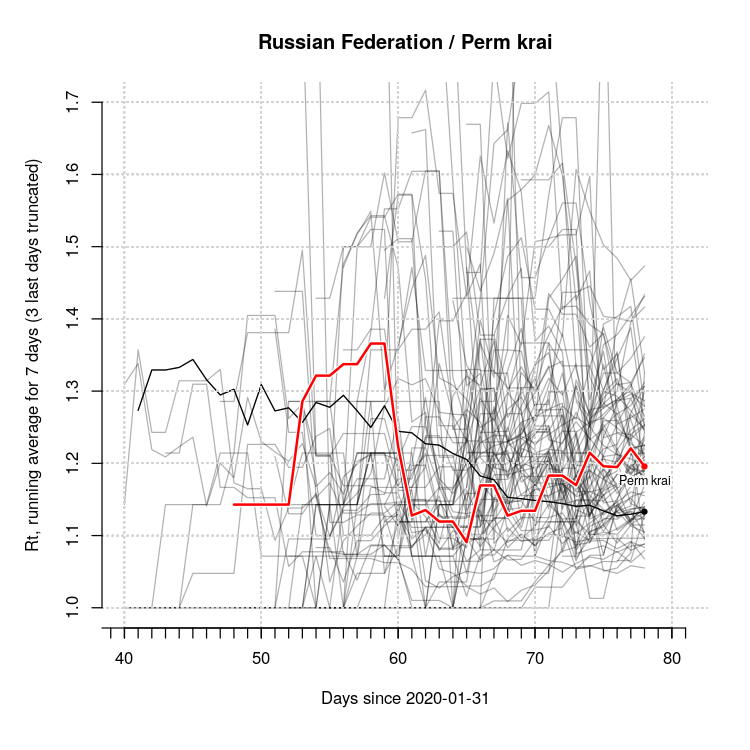 Russian Federation / Perm krai
Rt, running average for 7 days (3 last days truncated)
1.7
1.6
1.5
1.4
1.3
1.2
1.1
1.0
Perm krai
40 50 60 70 80
Days since 2020-01-31